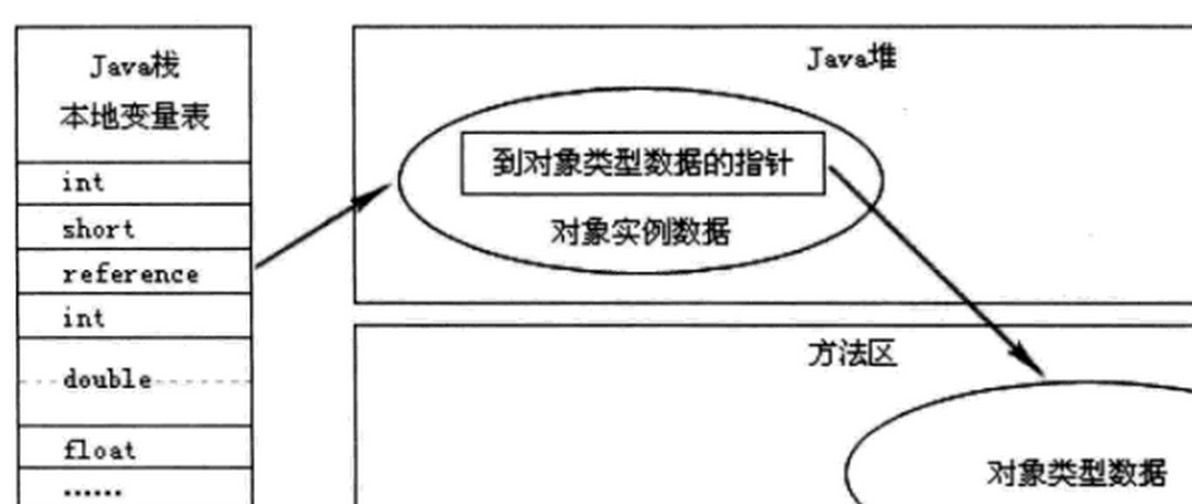 Java栈
本地变量表
int
short
reference
int
double
float
......
Java堆
到对象类型数据的指针
对象实例数据
方法区
对象类型数据